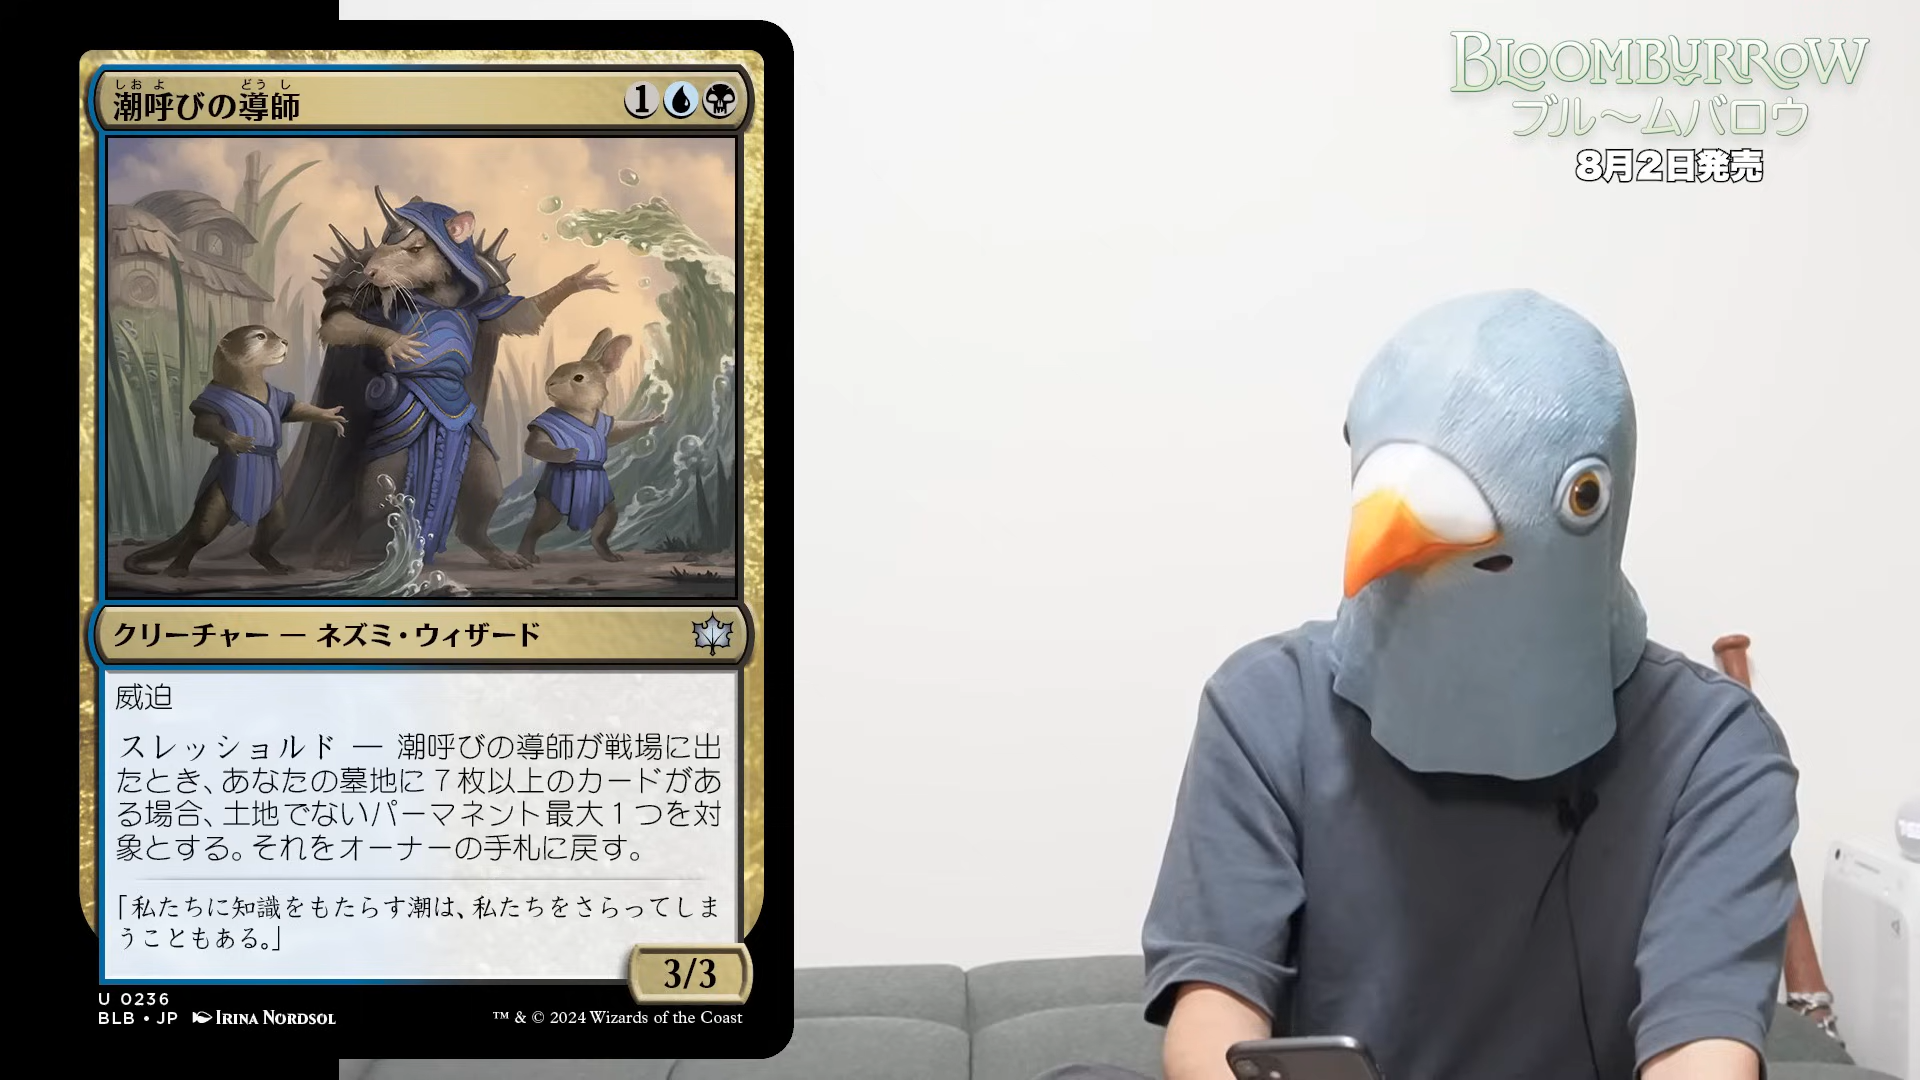 しおよ どうし
潮呼びの導師
1
クリーチャー — ネズミ・ウィザード
威迫
スレッショルド — 潮呼びの導師が戦場に出
たとき、あなたの墓地に７枚以上のカードがあ
る場合、土地でないパーマネント最大１つを対
象とする。それをオーナーの手札に戻す。
「私たちに知識をもたらす潮は、私たちをさらってしま
うこともある。」
3/3
U 0236
BLB • JP IRINA NORDSOL
™ & © 2024 Wizards of the Coast
BLOOMBURROW
ブルームバロウ
8月2日発売